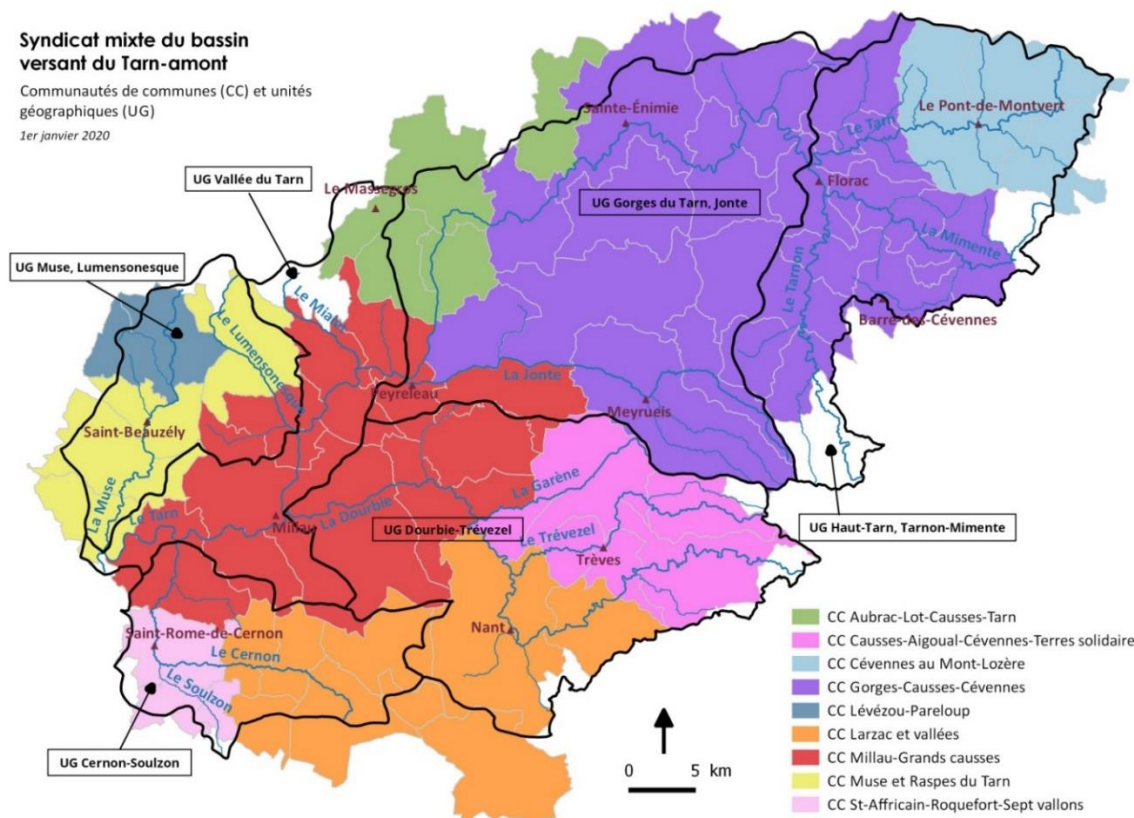 Syndicat mixte du bassin
versant du Tarn-amont
Communautés de communes (CC) et unités
géographiques (UG)
1er janvier 2020
Sainte-Énimie
Le Pont-de-Montvert
Le Tarn
UG Vallée du Tarn
Le Massegros
Florac
UG Gorges du Tarn, Jonte
La Mimente
UG Muse, Lumensonesque
Le Tarnon
Le Mialet
Barre-des-Cévennes
Le Lumensonesque
La Jonte
Peyreleau
Meyrueis
Saint-Beauzély
La Garène
La Muse
Le Tarn
Millau
La Dourbie
UG Dourbie-Trévezel
UG Haut-Tarn, Tarnon-Mimente
Le Trévezel
Trèves
Nant
Saint-Rome-de-Cernon
Le Cernon
Le Soulzon
UG Cernon-Soulzon
0 5 km
CC Aubrac-Lot-Causses-Tarn
CC Causses-Aigoual-Cévennes-Terres solidaire
CC Cévennes au Mont-Lozère
CC Gorges-Causses-Cévennes
CC Lévézou-Pareloup
CC Larzac et vallées
CC Millau-Grands causses
CC Muse et Raspes du Tarn
CC St-Affricain-Roquefort-Sept vallons